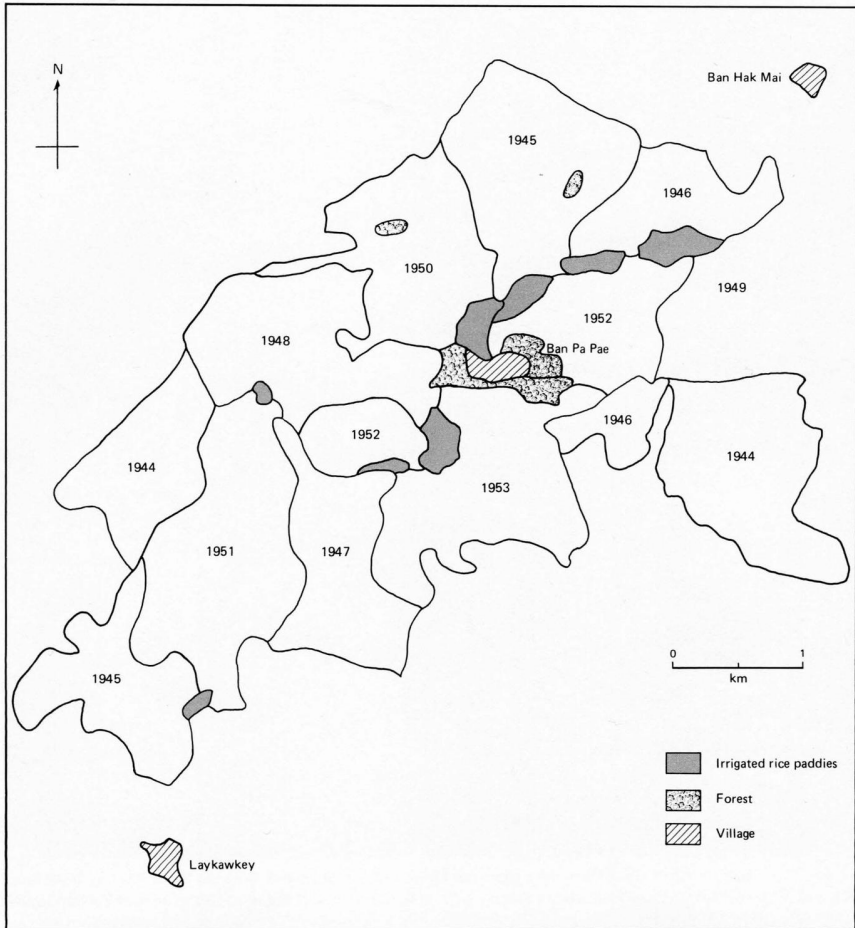 N
Ban Hak Mai
1945
1946
1950
1949
1952
1948
Ban Pa Pae
1946
1952
1944
1944
1953
1951
1947
1945
0 1
km
Irrigated rice paddies
Forest
Village
Laykawkey